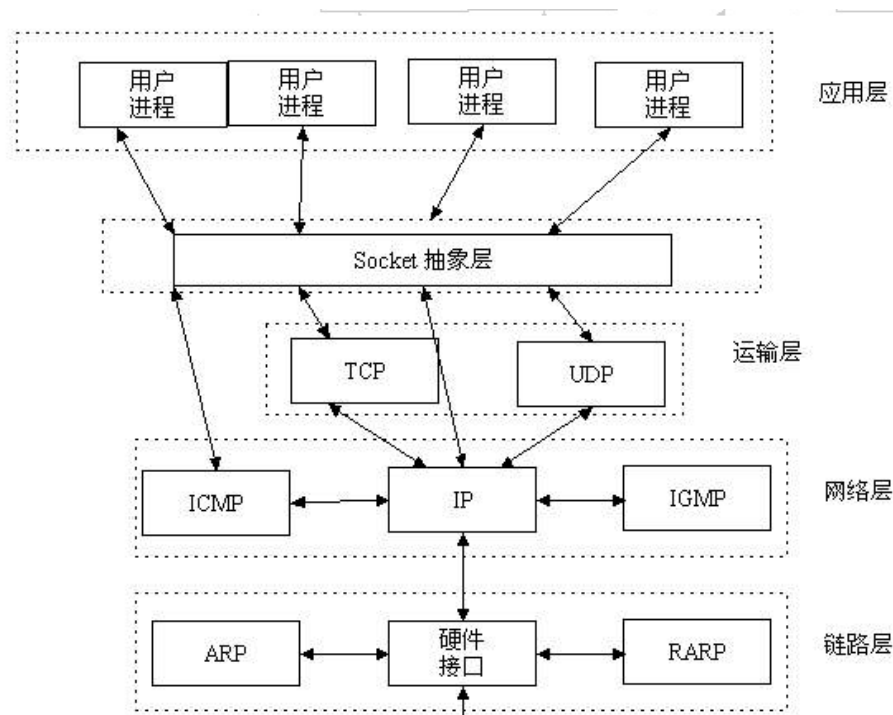 用户
进程
用户
进程
用户
进程
用户
进程
应用层
Socket 抽象层
TCP
UDP
运输层
ICMP
IP
IGMP
网络层
ARP
硬件
接口
RARP
链路层